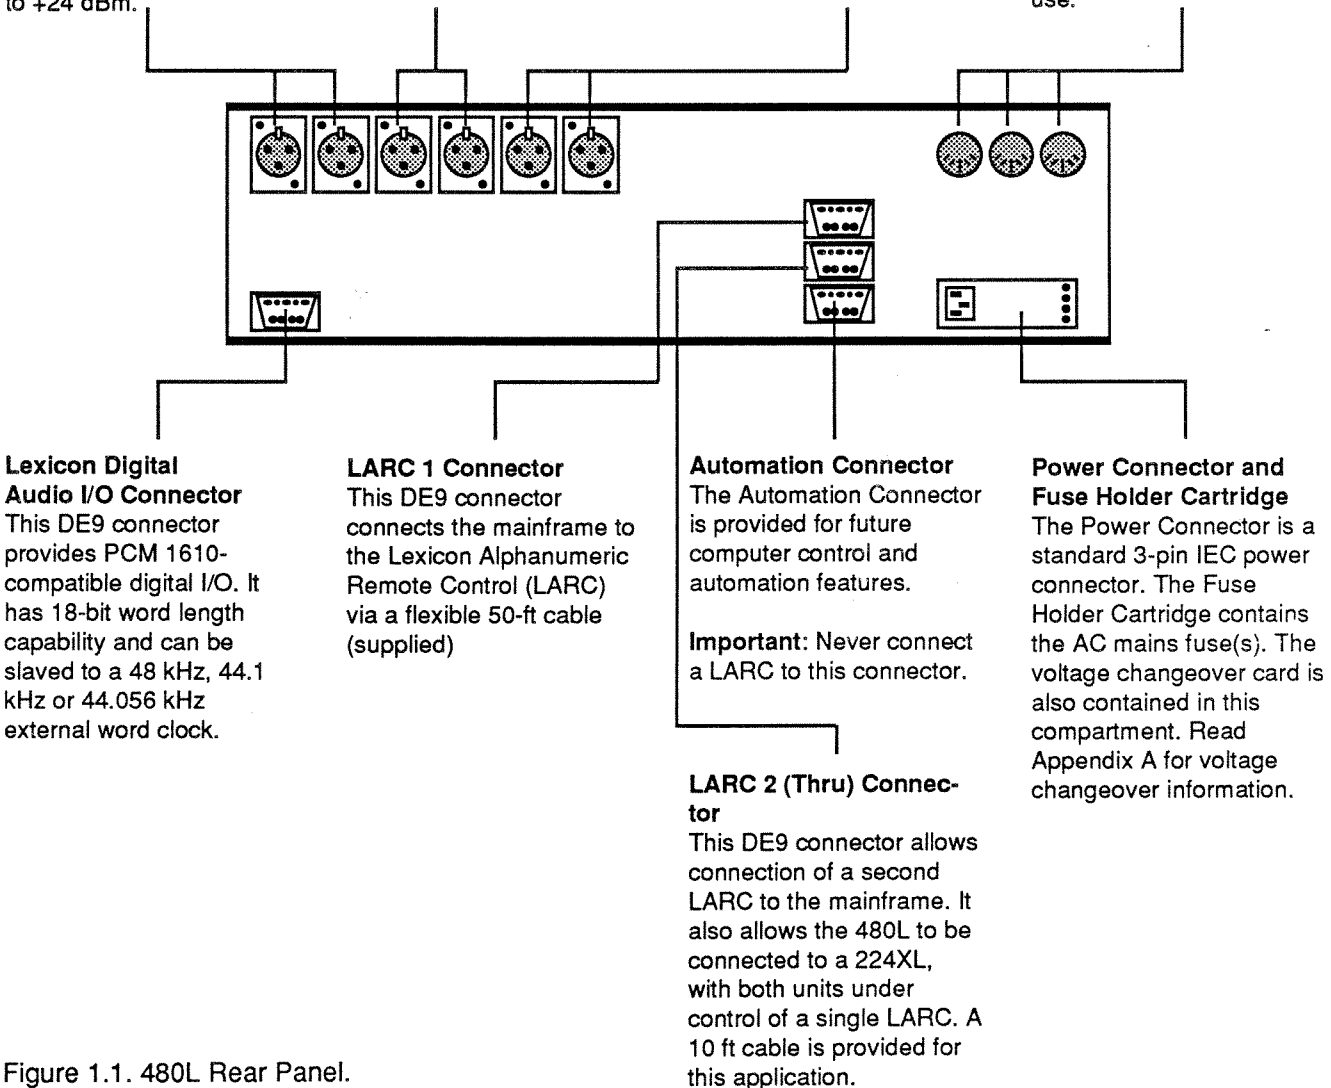 to +24 dBm.
use.
Lexicon Digital
Audio I/O Connector
This DE9 connector
provides PCM 1610-
compatible digital I/O. It
has 18-bit word length
capability and can be
slaved to a 48 kHz, 44.1
kHz or 44.056 kHz
external word clock.
LARC 1 Connector
This DE9 connector
connects the mainframe to
the Lexicon Alphanumeric
Remote Control (LARC)
via a flexible 50-ft cable
(supplied)
Automation Connector
The Automation Connector
is provided for future
computer control and
automation features.
Important: Never connect
a LARC to this connector.
LARC 2 (Thru) Connec-
tor
This DE9 connector allows
connection of a second
LARC to the mainframe. It
also allows the 480L to be
connected to a 224XL,
with both units under
control of a single LARC. A
10 ft cable is provided for
this application.
Power Connector and
Fuse Holder Cartridge
The Power Connector is a
standard 3-pin IEC power
connector. The Fuse
Holder Cartridge contains
the AC mains fuse(s). The
voltage changeover card is
also contained in this
compartment. Read
Appendix A for voltage
changeover information.
Figure 1.1. 480L Rear Panel.